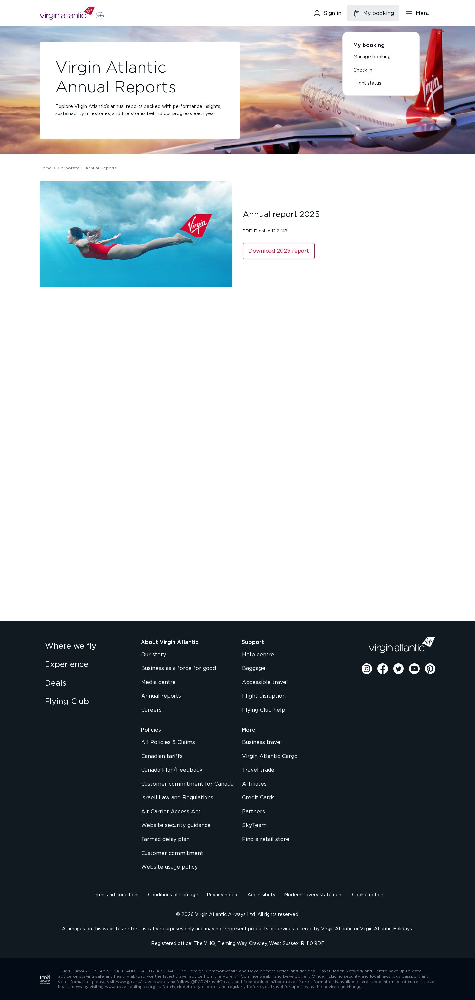 virgin atlantic
Virgin
Sign in
My booking
Menu
My booking
Manage booking
Check in
Flight status
Virgin Atlantic
Annual Reports
Explore Virgin Atlantic's annual reports packed with performance insights,
sustainability milestones, and the stories behind our progress each year.
virgin atlantic
Virgin
Home
Corporate
Annual Reports
Virgin
Annual report 2025
PDF: Filesize 12.2 MB
Download 2025 report
Where we fly
Experience
Deals
Flying Club
About Virgin Atlantic
Our story
Business as a force for good
Media centre
Annual reports
Careers
Support
Help centre
Baggage
Accessible travel
Flight disruption
Flying Club help
Policies
All Policies & Claims
Canadian tariffs
Canada Plan/Feedback
Customer commitment for Canada
Israeli Law and Regulations
Air Carrier Access Act
Website security guidance
Tarmac delay plan
Customer commitment
Website usage policy
More
Business travel
Virgin Atlantic Cargo
Travel trade
Affiliates
Credit Cards
Partners
SkyTeam
Find a retail store
virgin atlantic
Virgin
Terms and conditions
Conditions of Carriage
Privacy notice
Accessibility
Modern slavery statement
Cookie notice
© 2026 Virgin Atlantic Airways Ltd. All rights reserved.
All images on this website are for illustrative purposes only and may not represent products or services offered by Virgin Atlantic or Virgin Atlantic Holidays.
Registered office: The VHQ, Fleming Way, Crawley, West Sussex, RH10 9DF
travel
aware
TRAVEL AWARE – STAYING SAFE AND HEALTHY ABROAD - The Foreign, Commonwealth and Development Office and National Travel Health Network and Centre have up to date
advice on staying safe and healthy abroad.For the latest travel advice from the Foreign, Commonwealth and Development Office including security and local laws, plus passport and
visa information please visit www.gov.uk/travelaware and follow @FCDOtravelGovUK and facebook.com/fcdotravel. More information is available here. Keep informed of current travel
health news by visiting www.travelhealthpro.org.uk Do check before you book and regularly before you travel for updates as the advice can change.